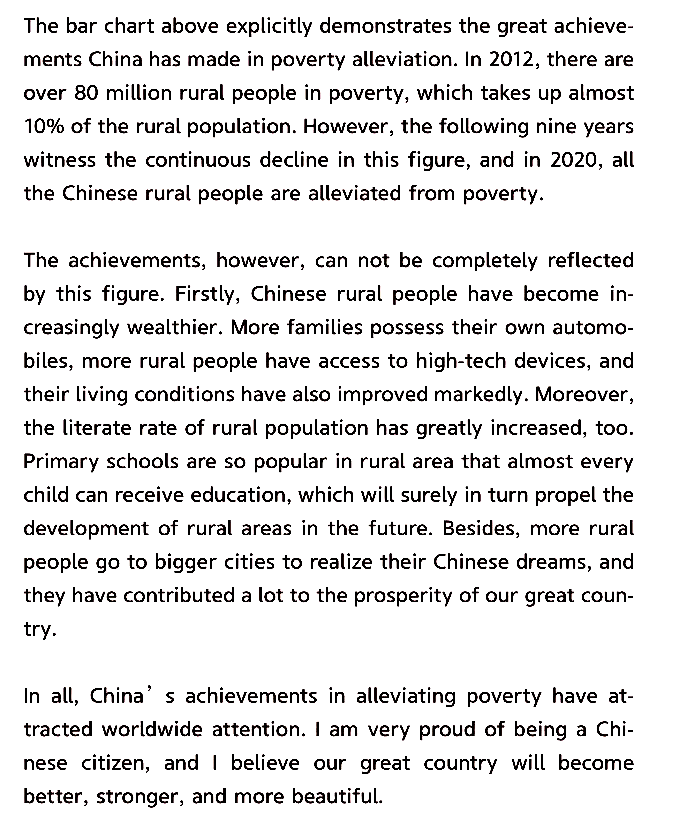 The bar chart above explicitly demonstrates the great achieve-
ments China has made in poverty alleviation. In 2012, there are
over 80 million rural people in poverty, which takes up almost
10% of the rural population. However, the following nine years
witness the continuous decline in this figure, and in 2020, all
the Chinese rural people are alleviated from poverty.
The achievements, however, can not be completely reflected
by this figure. Firstly, Chinese rural people have become in-
creasingly wealthier. More families possess their own automo-
biles, more rural people have access to high-tech devices, and
their living conditions have also improved markedly. Moreover,
the literate rate of rural population has greatly increased, too.
Primary schools are so popular in rural area that almost every
child can receive education, which will surely in turn propel the
development of rural areas in the future. Besides, more rural
people go to bigger cities to realize their Chinese dreams, and
they have contributed a lot to the prosperity of our great coun-
try.
In all, China’s achievements in alleviating poverty have at-
tracted worldwide attention. I am very proud of being a Chi-
nese citizen, and I believe our great country will become
better, stronger, and more beautiful.